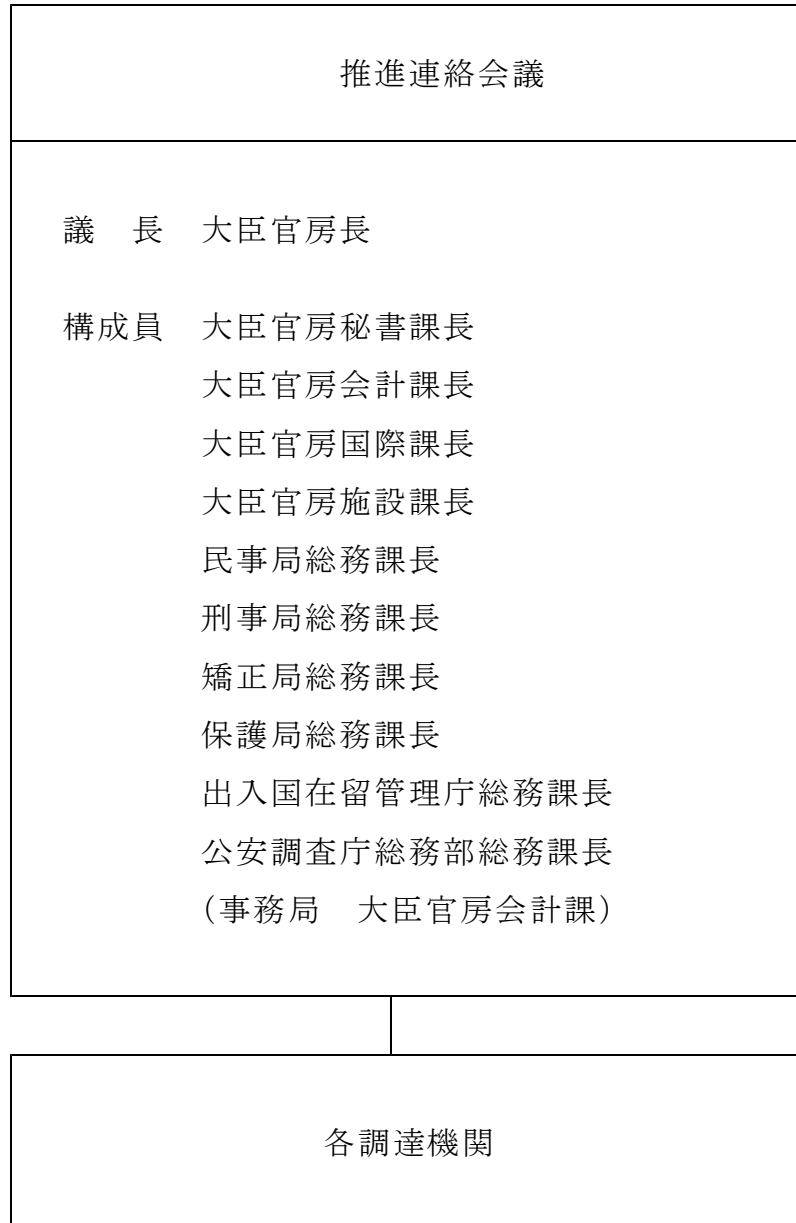 推進連絡会議
議　長　大臣官房長
構成員　大臣官房秘書課長
大臣官房会計課長
大臣官房国際課長
大臣官房施設課長
民事局総務課長
刑事局総務課長
矯正局総務課長
保護局総務課長
出入国在留管理庁総務課長
公安調査庁総務部総務課長
（事務局　大臣官房会計課）
各調達機関